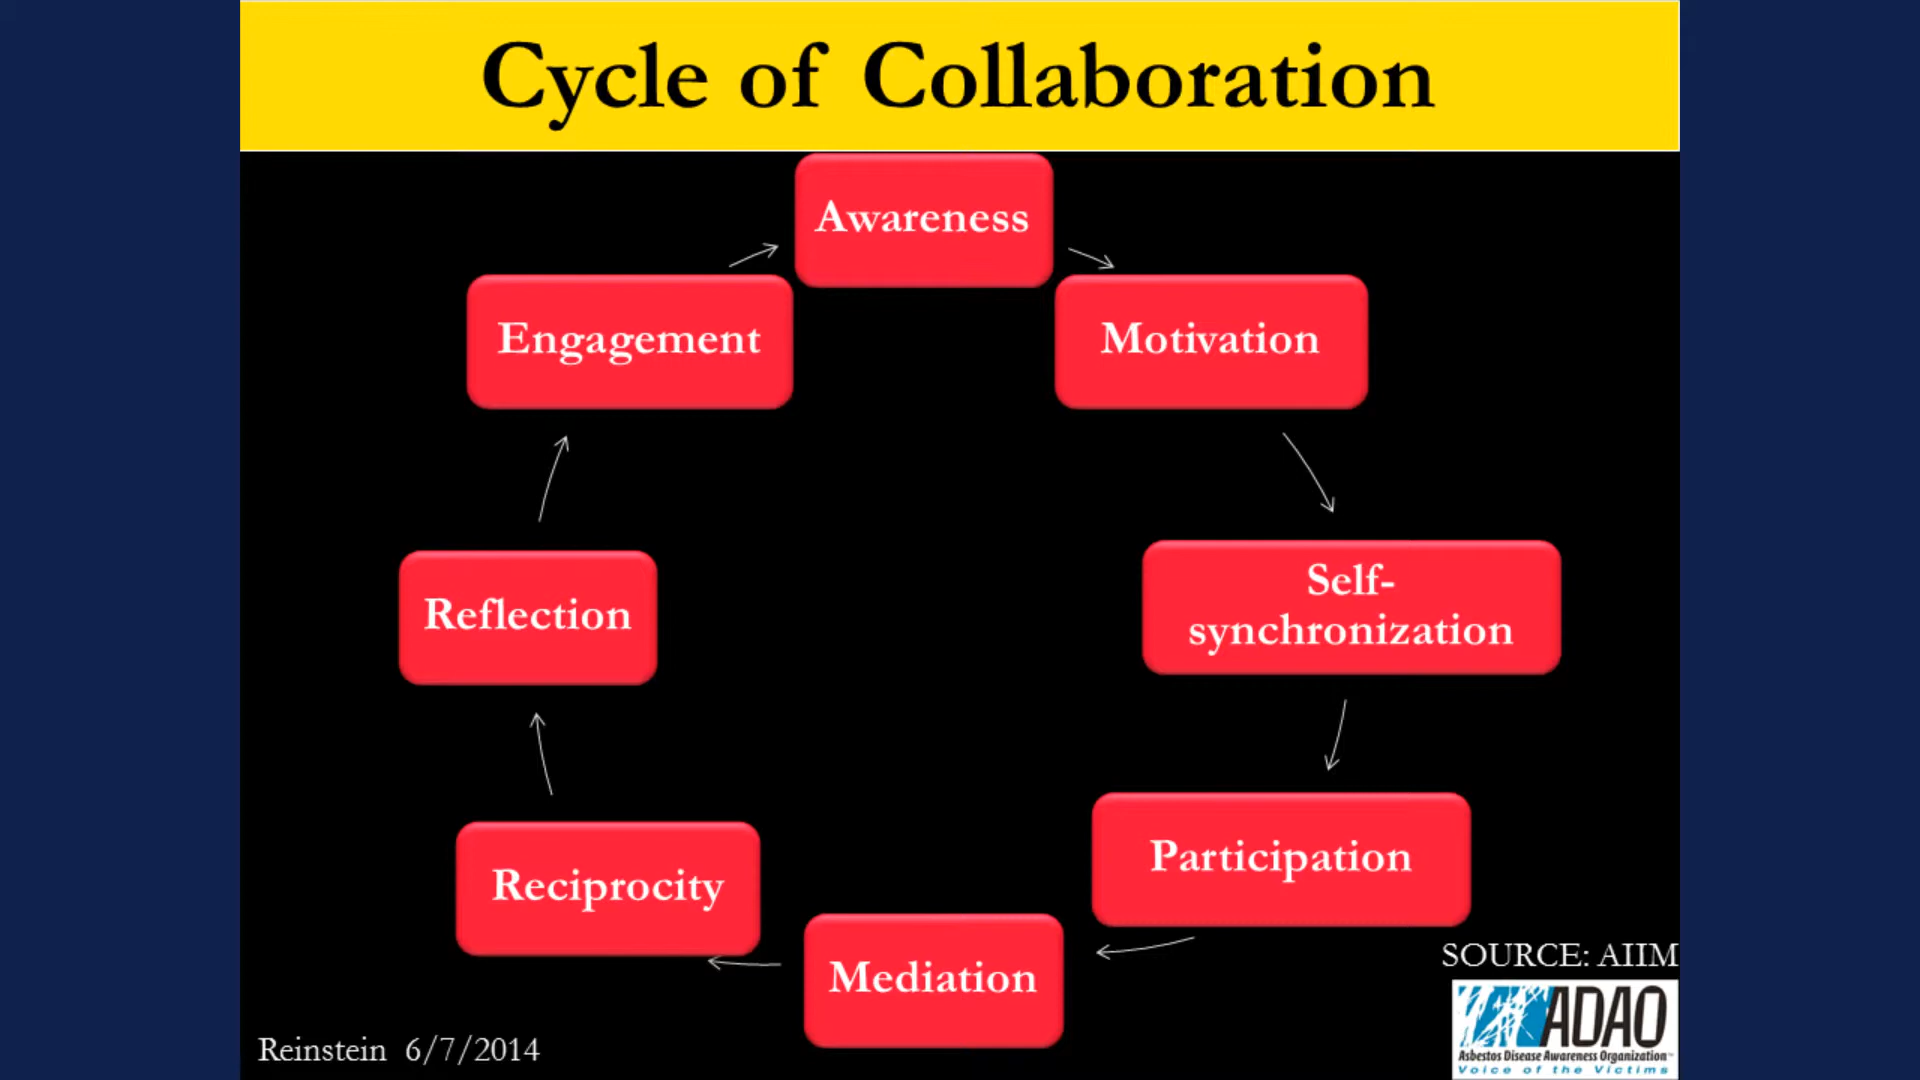 Cycle of Collaboration
Awareness
Motivation
Self-
synchronization
Participation
Mediation
Reciprocity
Reflection
Engagement
SOURCE: AIIM
ADAO
Asbestos Disease Awareness Organization™
Voice of the Victims
Reinstein 6/7/2014